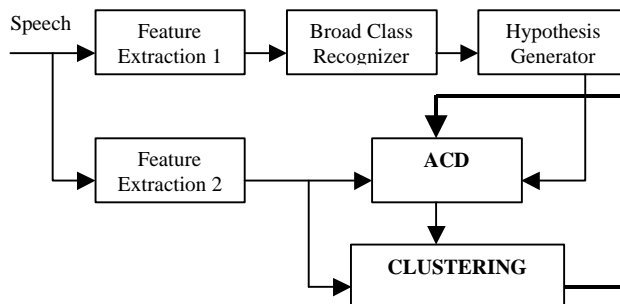 Speech
Feature
Extraction 1
Broad Class
Recognizer
Hypothesis
Generator
Feature
Extraction 2
ACD
CLUSTERING